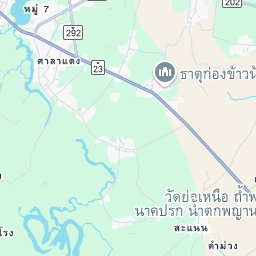 หมู่ 7
202
292
ศาลาแดง
23
ธาตุก่องข้าวน้
วัดย่อเหนือ ถ้ำพ
นาคปรก น้ำตกพญาน
สะแนน
โรง
คำม่วง